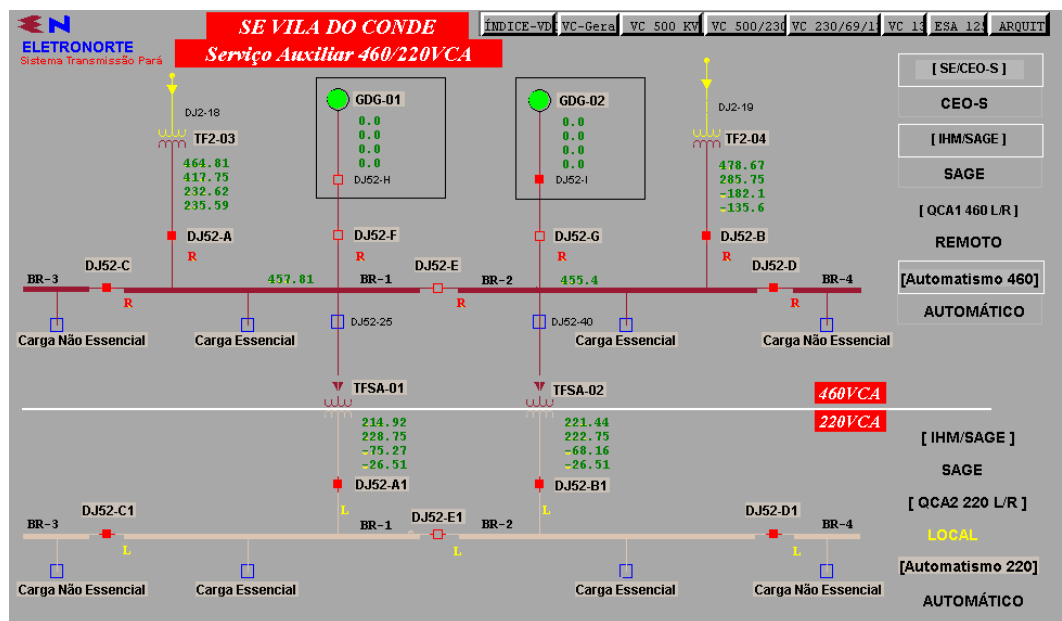 SE VILA DO CONDE
ÍNDICE-VD VC-Gera VC 500 KV VC 500/230 VC 230/69/1 VC 13 ESA 12 ARQUIT
ELETRONORTE
Sistema Transmissão Pará
Serviço Auxiliar 460/220VCA
[ SE/CEO-S ]
CEO-S
[ IHM/SAGE ]
SAGE
[ QCA1 460 L/R ]
REMOTO
[Automatismo 460]
AUTOMÁTICO
DJ2-18
TF2-03
464.81
417.75
232.62
235.59
DJ52-A
R
GDG-01
0.0
0.0
0.0
0.0
DJ52-H
DJ52-F
GDG-02
0.0
0.0
0.0
0.0
DJ52-I
DJ52-G
R
DJ2-19
TF2-04
478.67
285.75
-182.1
-135.6
DJ52-B
R
BR-3
DJ52-C
R
457.81
BR-1
DJ52-E
R
BR-2
455.4
DJ52-D
R
BR-4
R
DJ52-25
DJ52-40
Carga Não Essencial
Carga Essencial
Carga Essencial
Carga Não Essencial
TFSA-01
TFSA-02
460VCA
220VCA
214.92
228.75
-75.27
-26.51
DJ52-A1
L
221.44
222.75
-68.16
-26.51
DJ52-B1
L
[ IHM/SAGE ]
SAGE
[ QCA2 220 L/R ]
LOCAL
[Automatismo 220]
AUTOMÁTICO
BR-3
DJ52-C1
L
BR-1
DJ52-E1
L
BR-2
DJ52-D1
L
BR-4
Carga Não Essencial
Carga Essencial
Carga Essencial
Carga Não Essencial